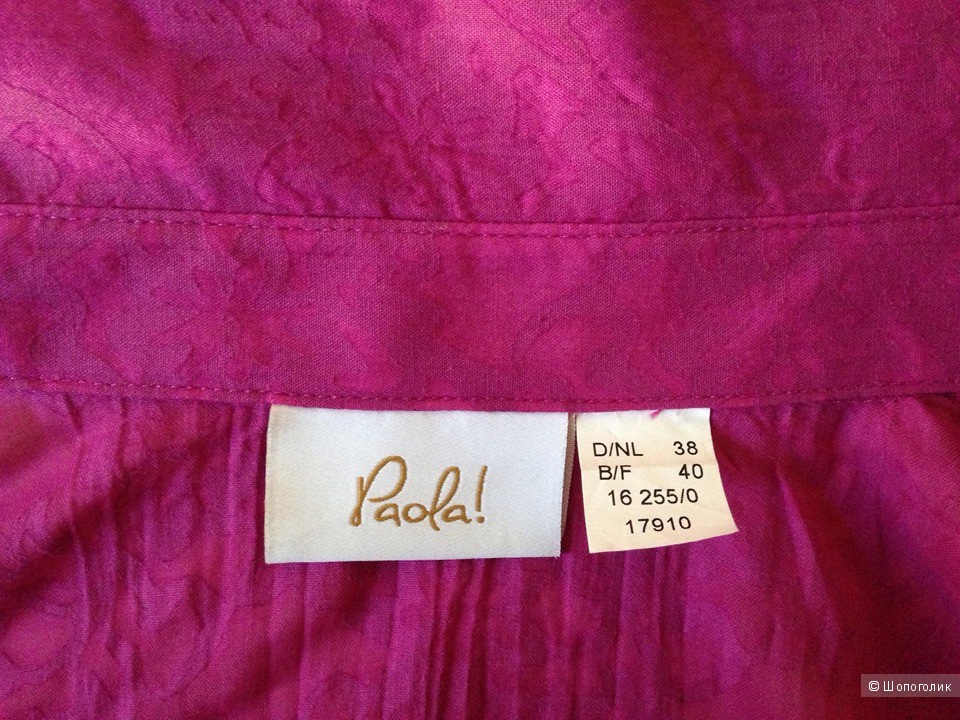 Paola!
D/NL 38
B/F 40
16 255/0
17910
© Шопоголик